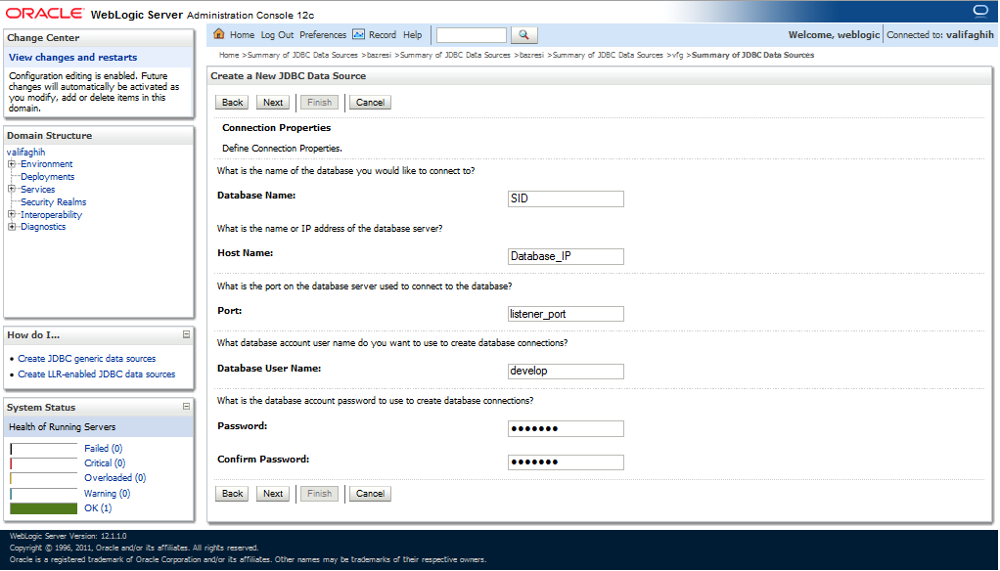 ORACLE WebLogic Server Administration Console 12c
Change Center
View changes and restarts
Configuration editing is enabled. Future
changes will automatically be activated as
you modify, add or delete items in this
domain.
Domain Structure
valifaghih
Environment
Deployments
Services
Security Realms
Interoperability
Diagnostics
How do I...
Create JDBC generic data sources
Create LLR-enabled JDBC data sources
System Status
Health of Running Servers
Failed (0)
Critical (0)
Overloaded (0)
Warning (0)
OK (1)
Home Log Out Preferences Record Help
Welcome, weblogic Connected to: valifaghih
Home >Summary of JDBC Data Sources >bazresi >Summary of JDBC Data Sources >bazresi >Summary of JDBC Data Sources >vfg >Summary of JDBC Data Sources
Create a New JDBC Data Source
Back Next Finish Cancel
Connection Properties
Define Connection Properties.
What is the name of the database you would like to connect to?
Database Name: SID
What is the name or IP address of the database server?
Host Name: Database_IP
What is the port on the database server used to connect to the database?
Port: listener_port
What database account user name do you want to use to create database connections?
Database User Name: develop
What is the database account password to use to create database connections?
Password: •••••••
Confirm Password: •••••••
Back Next Finish Cancel
WebLogic Server Version: 12.1.1.0
Copyright © 1996, 2011, Oracle and/or its affiliates. All rights reserved.
Oracle is a registered trademark of Oracle Corporation and/or its affiliates. Other names may be trademarks of their respective owners.